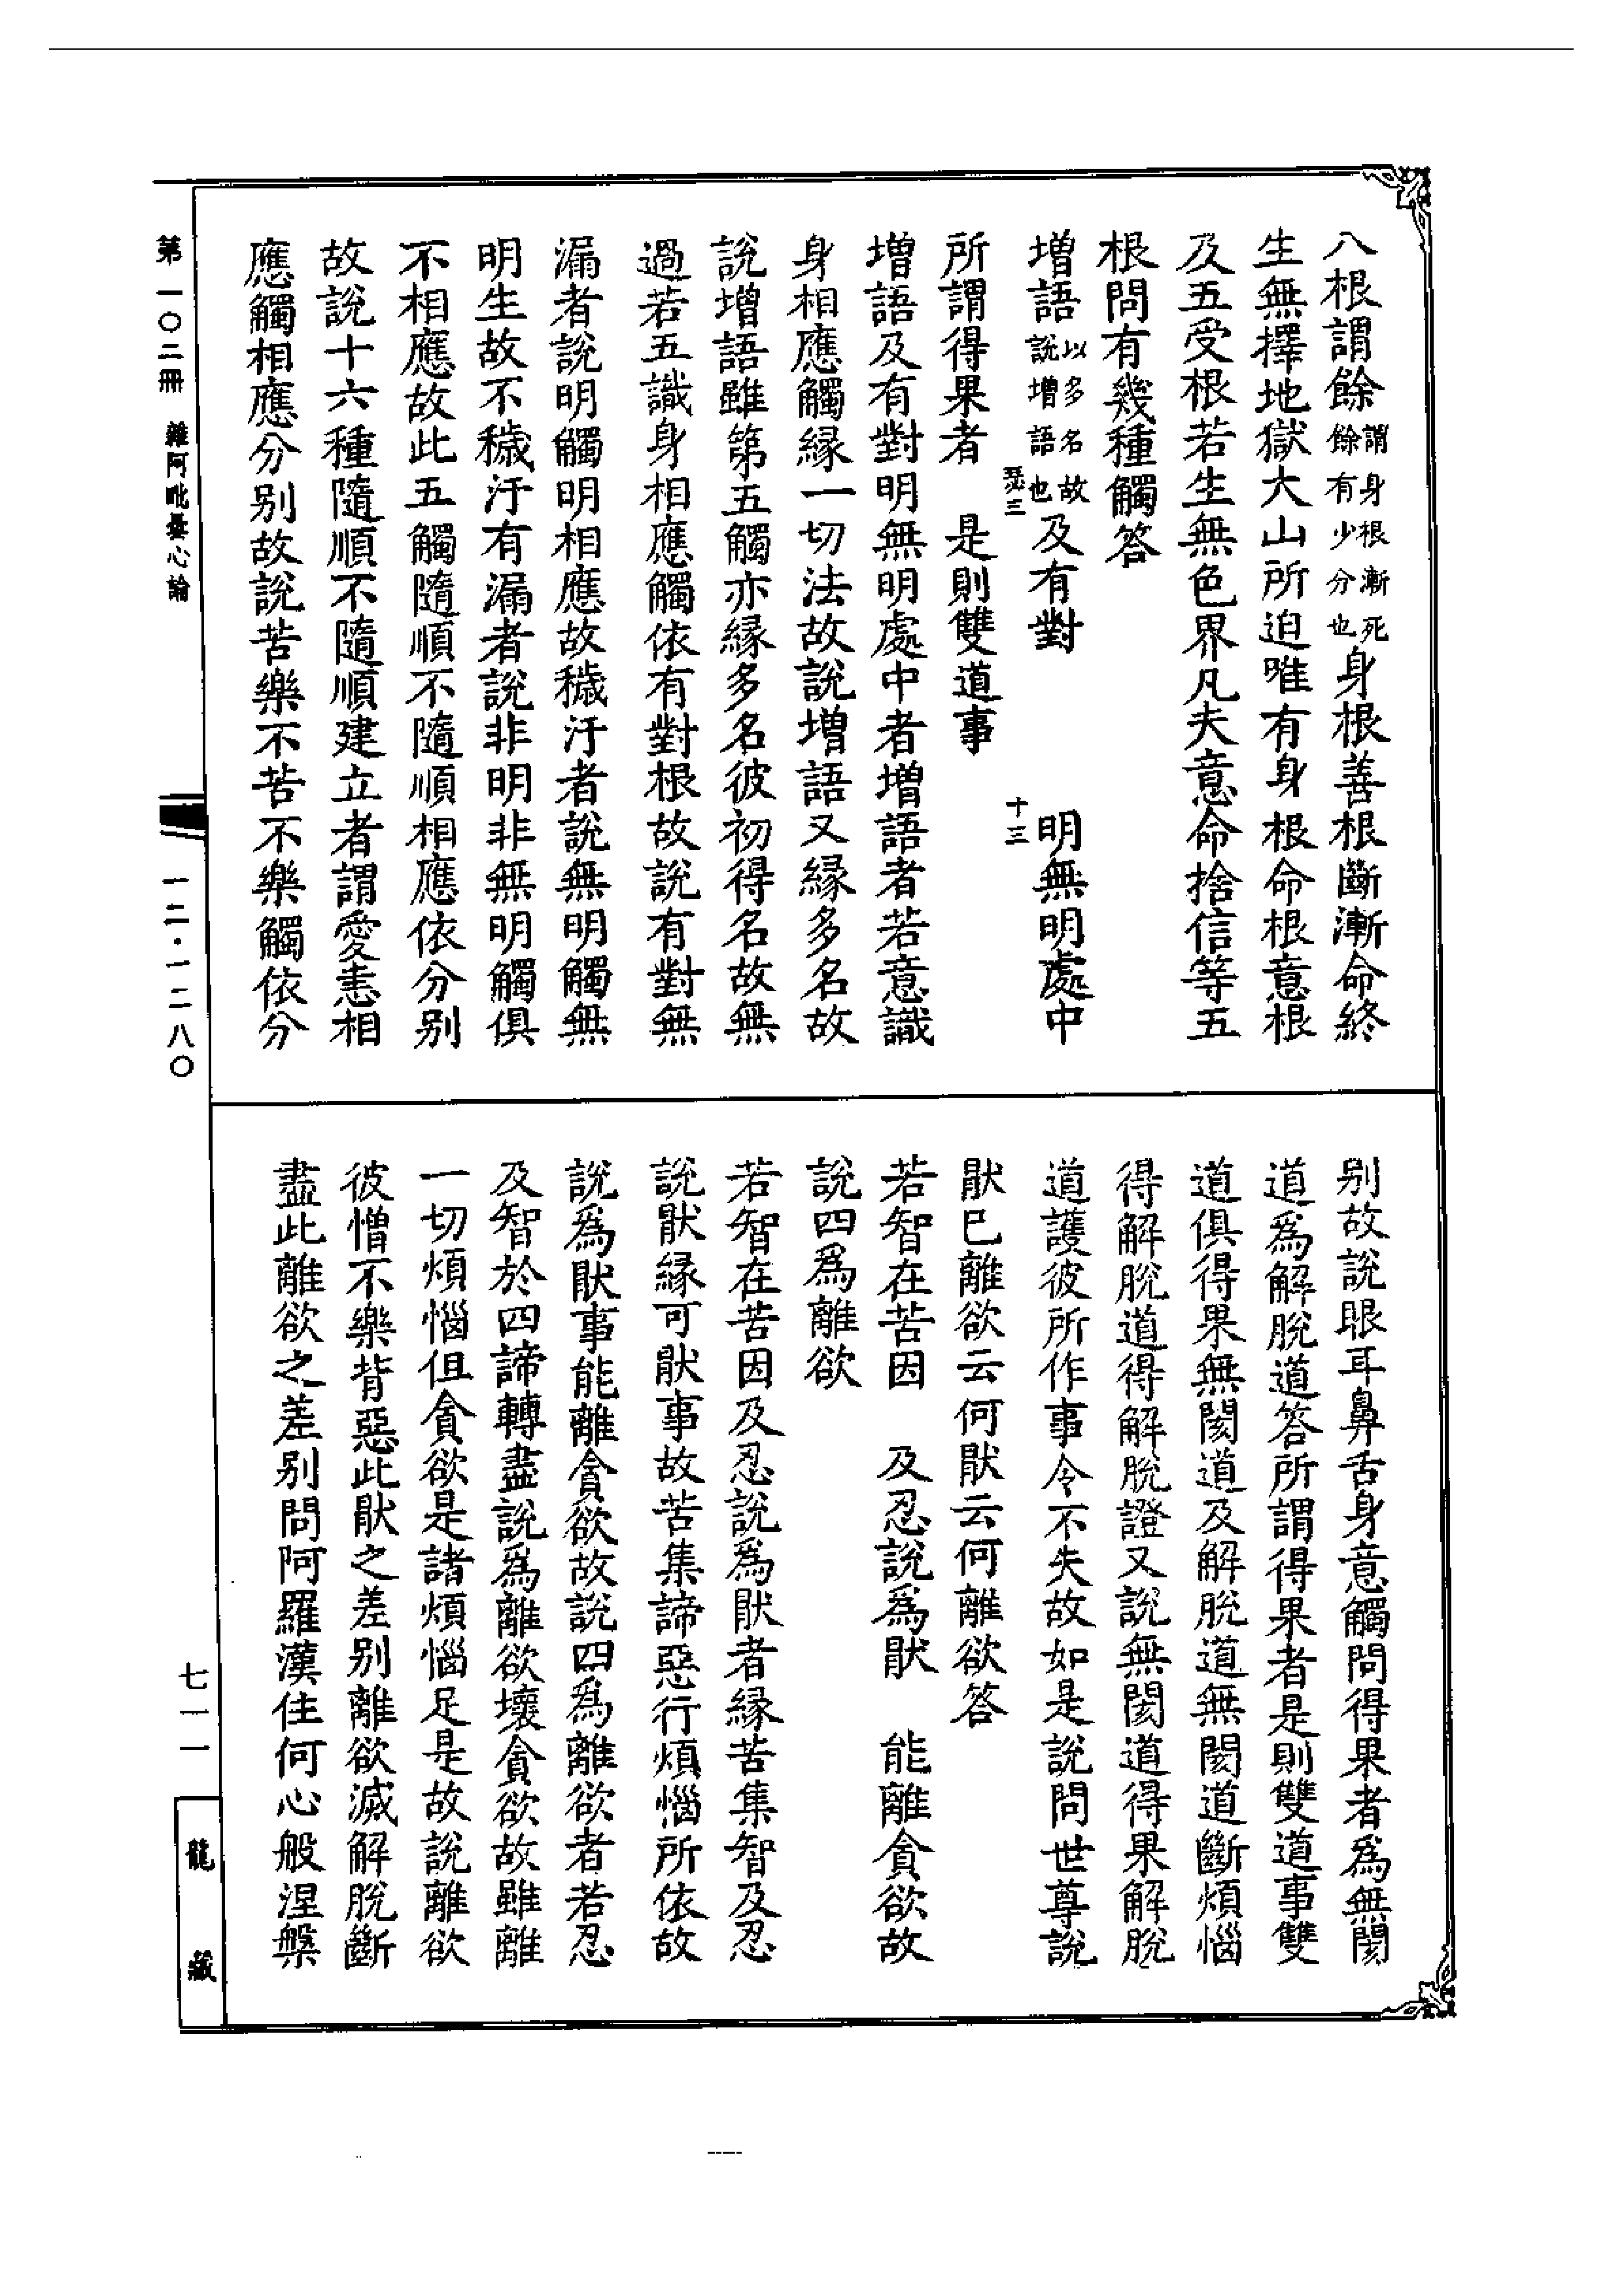 八根謂餘謂身根漸死餘有少分也身根善根斷漸命終
生無擇地獄大山所迫唯有身根命根意根
及五受根若生無色界凡夫意命捨信等五
根問有幾種觸答
增語以多名故說增語也及有對　明無明處中
瑟三　十三
所謂得果者　是則雙道事
增語及有對明無明處中者增語者若意識
身相應觸緣一切法故說增語又緣多名故
說增語雖第五觸亦緣多名彼初得名故無
過若五識身相應觸依有對根故說有對無
漏者說明觸明相應故穢汙者說無明觸無
明生故不穢汙有漏者說非明非無明觸俱
不相應故此五觸隨順不隨順相應依分别
故說十六種隨順不隨順建立者謂愛恚相
應觸相應分别故說苦樂不苦不樂觸依分
别故說眼耳鼻舌身意觸問得果者為無閡
道為解脫道答所謂得果者是則雙道事雙
道俱得果無閡道及解脫道無閡道斷煩惱
得解脫道得解脫證又說無閡道得果解脫
道護彼所作事令不失故如是說問世尊說
猒已離欲云何猒云何離欲答
若智在苦因　及忍說為猒　能離貪欲故
說四為離欲
若智在苦因及忍說為猒者緣苦集智及忍
說猒緣可猒事故苦集諦惡行煩惱所依故
說為猒事能離貪欲故說四為離欲者若忍
及智於四諦轉盡說為離欲壞貪欲故雖離
一切煩惱但貪欲是諸煩惱足是故說離欲
彼憎不樂背惡此猒之差别離欲滅解脫斷
盡此離欲之差别問阿羅漢住何心般涅槃
第一〇二冊　雜阿毗曇心論
一二·一二八〇
七一一
龍藏